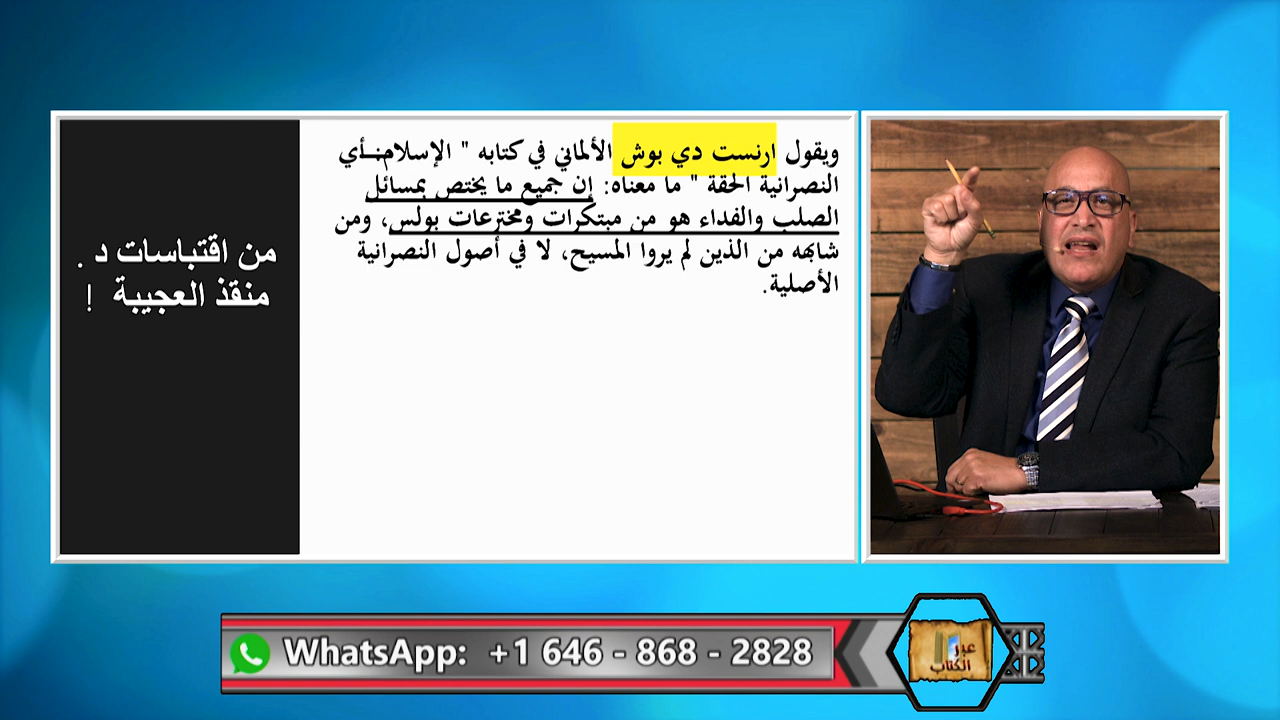 ويقول ارنست دي بوش الألماني في كتابه " الإسلام: أي
النصرانية الحقة " ما معناه: إن جميع ما يختص بمسائل
الصلب والفداء هو من مبتكرات ومخترعات بولس، ومن
شابهه من الذين لم يروا المسيح، لا في أصول النصرانية
الأصلية.
من اقتباسات د .
منقذ العجيبة !
WhatsApp: +1 646 - 868 - 2828
عبر
الكتاب